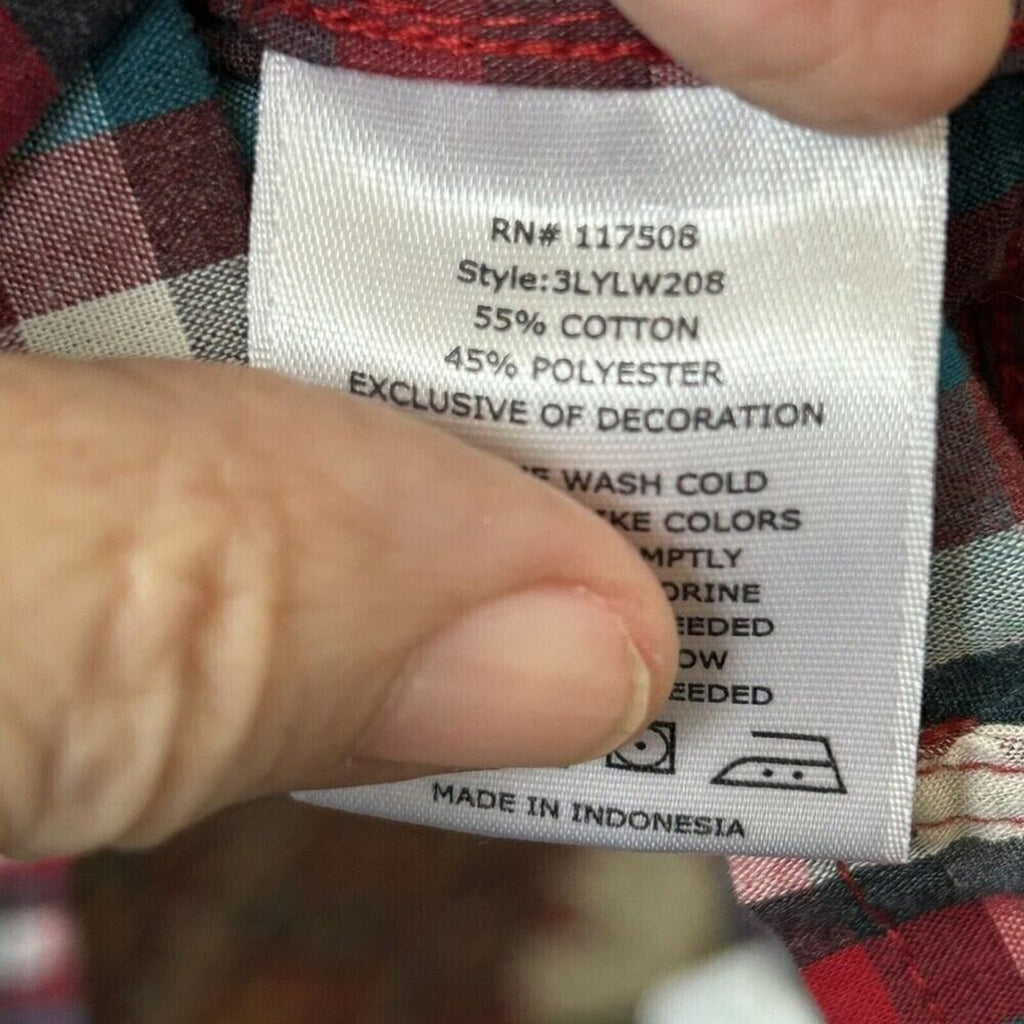 RN# 117508
Style:3LYLW208
55% COTTON
45% POLYESTER
EXCLUSIVE OF DECORATION
WASH COLD
COLORS
MADE IN INDONESIA